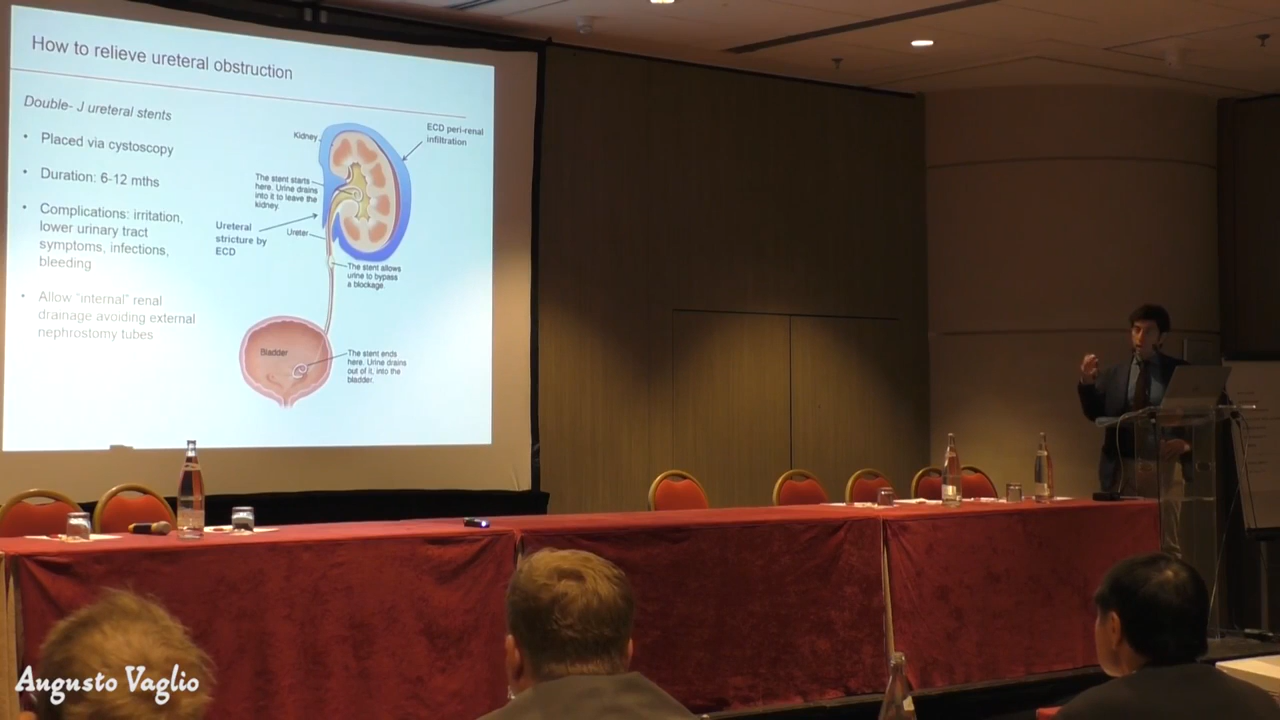 How to relieve ureteral obstruction
Double- J ureteral stents
• Placed via cystoscopy
• Duration: 6-12 mths
• Complications: irritation,
lower urinary tract
symptoms, infections,
bleeding
• Allow "internal" renal
drainage avoiding external
nephrostomy tubes
Kidney
ECD peri-renal
infiltration
The stent starts
here. Urine drains
into it to leave the
kidney.
Ureteral
stricture by
ECD
Ureter
The stent allows
urine to bypass
a blockage.
Bladder
The stent ends
here. Urine drains
out of it, into the
bladder.
Augusto Vaglio